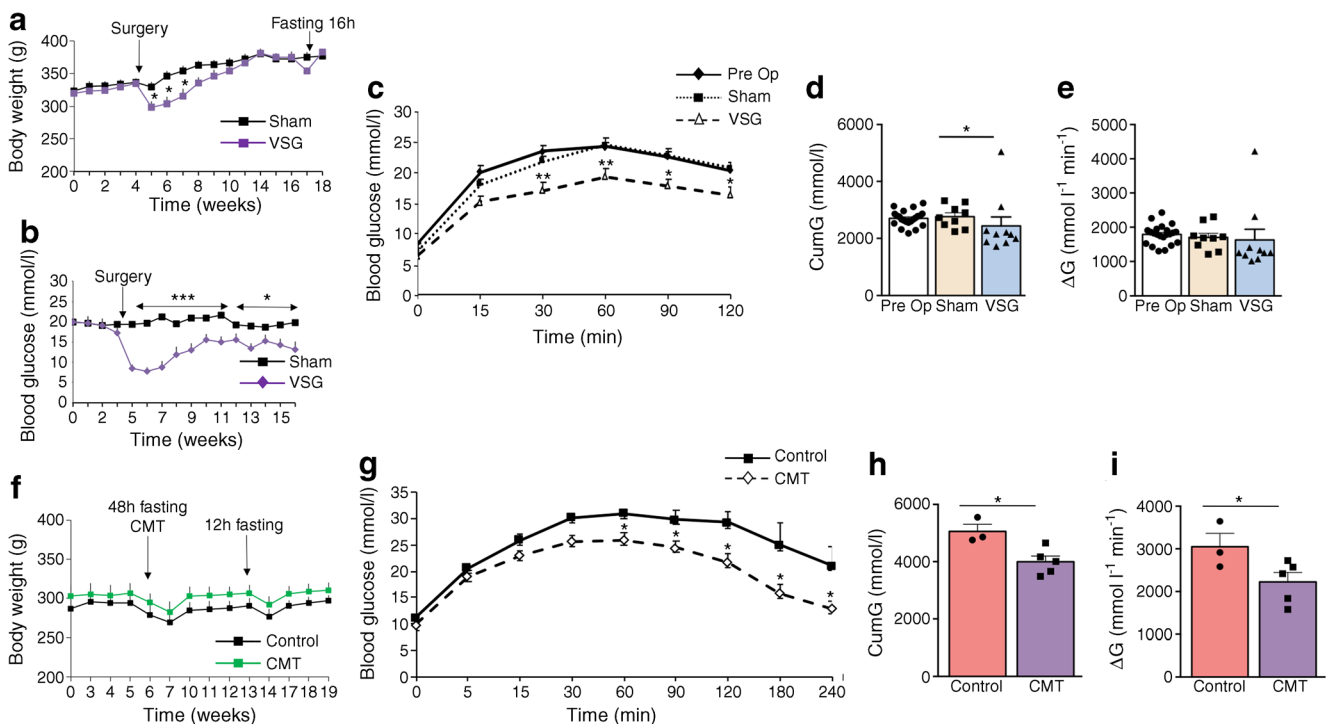 a
Surgery
Fasting 16h
Body weight (g)
400
350
300
250
200
* * *
Sham
VSG
0 2 4 6 8 10 12 14 16 18
Time (weeks)
b
Surgery
*** *
Blood glucose (mmol/l)
30
25
20
15
10
5
0
Sham
VSG
0 1 3 5 7 9 11 13 15
Time (weeks)
c
Pre Op
Sham
VSG
Blood glucose (mmol/l)
30
25
20
15
10
5
0
** ** * *
0 15 30 60 90 120
Time (min)
d
CumG (mmol/l)
6000
4000
2000
0
*
Pre Op Sham VSG
e
ΔG (mmol l⁻¹ min⁻¹)
5000
4000
3000
2000
1000
0
Pre Op Sham VSG
f
48h fasting
CMT
12h fasting
Body weight (g)
400
350
300
250
200
Control
CMT
0 3 4 5 6 7 10 11 12 13 14 17 18 19
Time (weeks)
g
Control
CMT
Blood glucose (mmol/l)
35
30
25
20
15
10
5
0
* * * * *
0 5 15 30 60 90 120 180 240
Time (min)
h
CumG (mmol/l)
6000
4000
2000
0
*
Control CMT
i
ΔG (mmol l⁻¹ min⁻¹)
4000
3000
2000
1000
0
*
Control CMT